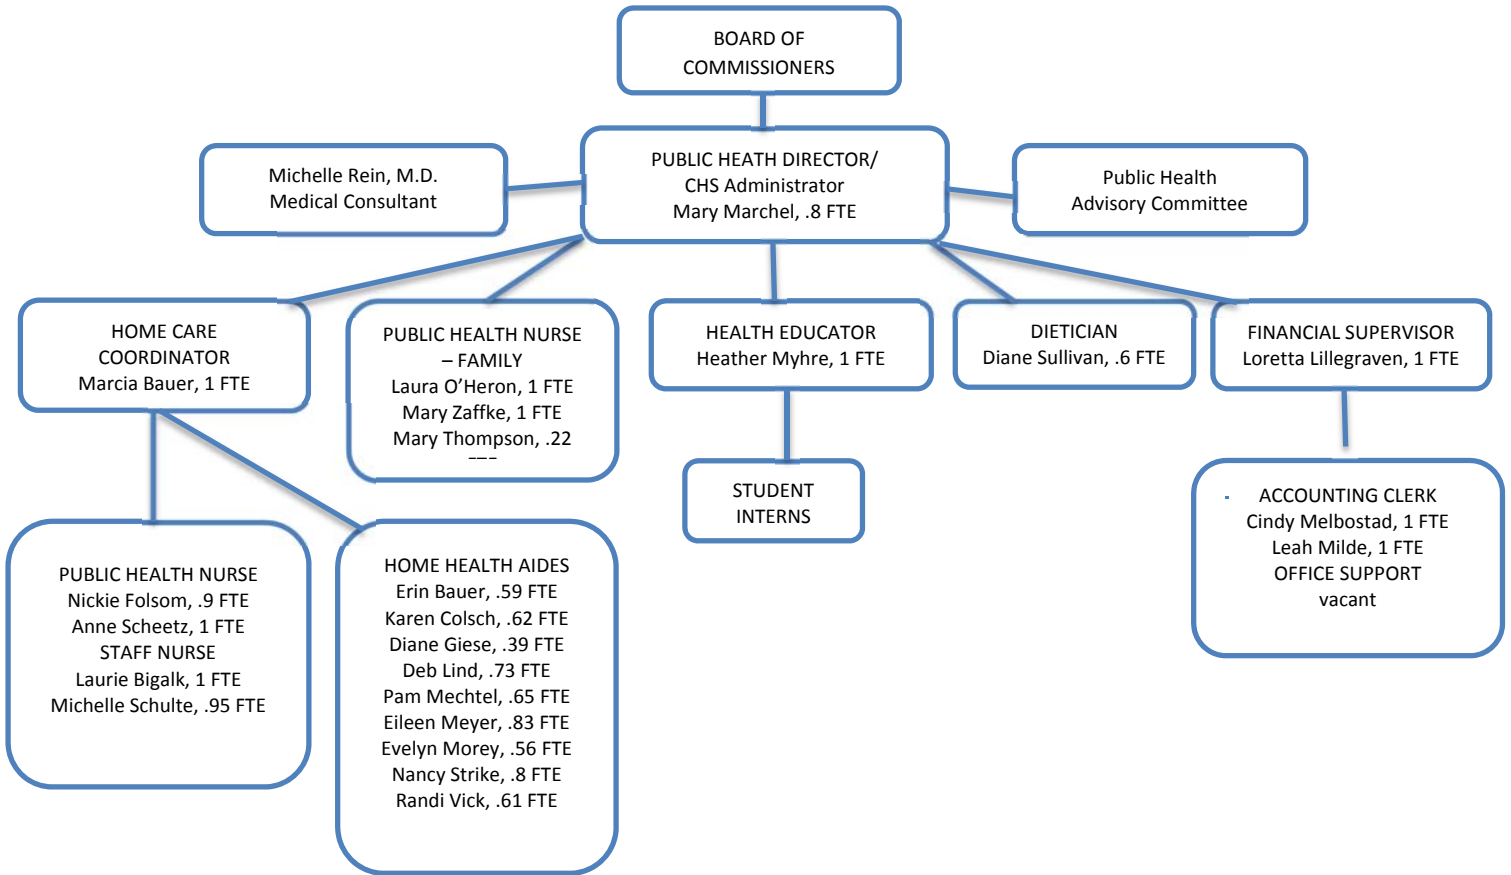 BOARD OF
COMMISSIONERS
Michelle Rein, M.D.
Medical Consultant
PUBLIC HEATH DIRECTOR/
CHS Administrator
Mary Marchel, .8 FTE
Public Health
Advisory Committee
HOME CARE
COORDINATOR
Marcia Bauer, 1 FTE
PUBLIC HEALTH NURSE
– FAMILY
Laura O’Heron, 1 FTE
Mary Zaffke, 1 FTE
Mary Thompson, .22
HEALTH EDUCATOR
Heather Myhre, 1 FTE
DIETICIAN
Diane Sullivan, .6 FTE
FINANCIAL SUPERVISOR
Loretta Lillegraven, 1 FTE
PUBLIC HEALTH NURSE
Nickie Folsom, .9 FTE
Anne Scheetz, 1 FTE
STAFF NURSE
Laurie Bigalk, 1 FTE
Michelle Schulte, .95 FTE
HOME HEALTH AIDES
Erin Bauer, .59 FTE
Karen Colsch, .62 FTE
Diane Giese, .39 FTE
Deb Lind, .73 FTE
Pam Mechtel, .65 FTE
Eileen Meyer, .83 FTE
Evelyn Morey, .56 FTE
Nancy Strike, .8 FTE
Randi Vick, .61 FTE
STUDENT
INTERNS
ACCOUNTING CLERK
Cindy Melbostad, 1 FTE
Leah Milde, 1 FTE
OFFICE SUPPORT
vacant